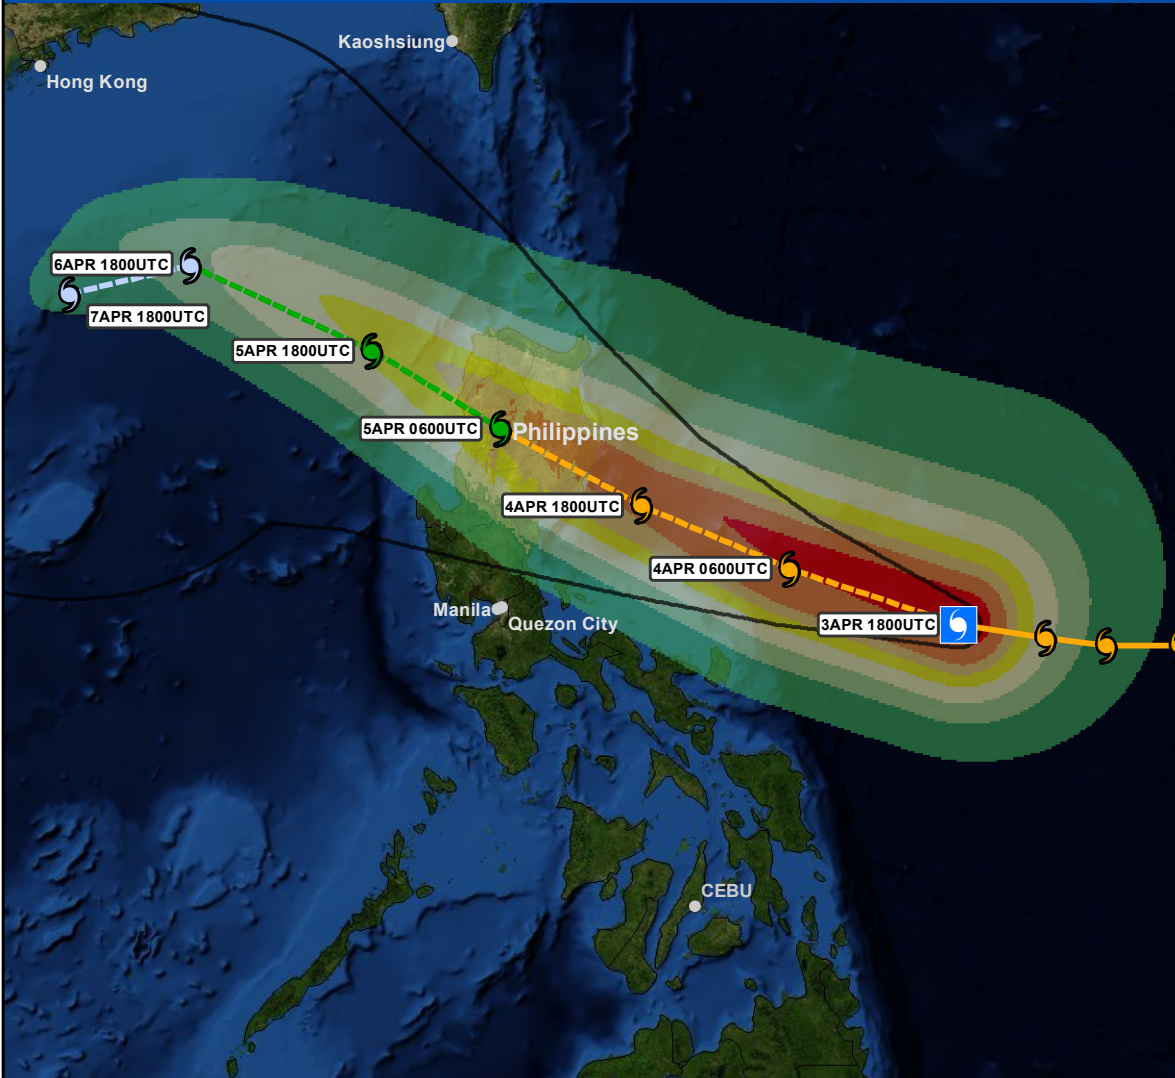 Kaoshsiung
Hong Kong
6APR 1800UTC
7APR 1800UTC
5APR 1800UTC
5APR 0600UTC
Philippines
4APR 1800UTC
4APR 0600UTC
Manila
Quezon City
3APR 1800UTC
CEBU